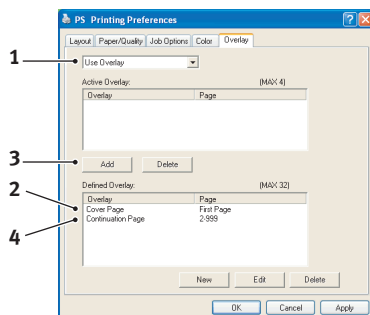 PS Printing Preferences
Layout Paper/Quality Job Options Color Overlay
1
Use Overlay
Active Overlay: (MAX 4)
Overlay Page
3
Add Delete
Defined Overlay: (MAX 32)
2
Overlay Page
Cover Page First Page
4
Continuation Page 2-999
New Edit Delete
OK Cancel Apply